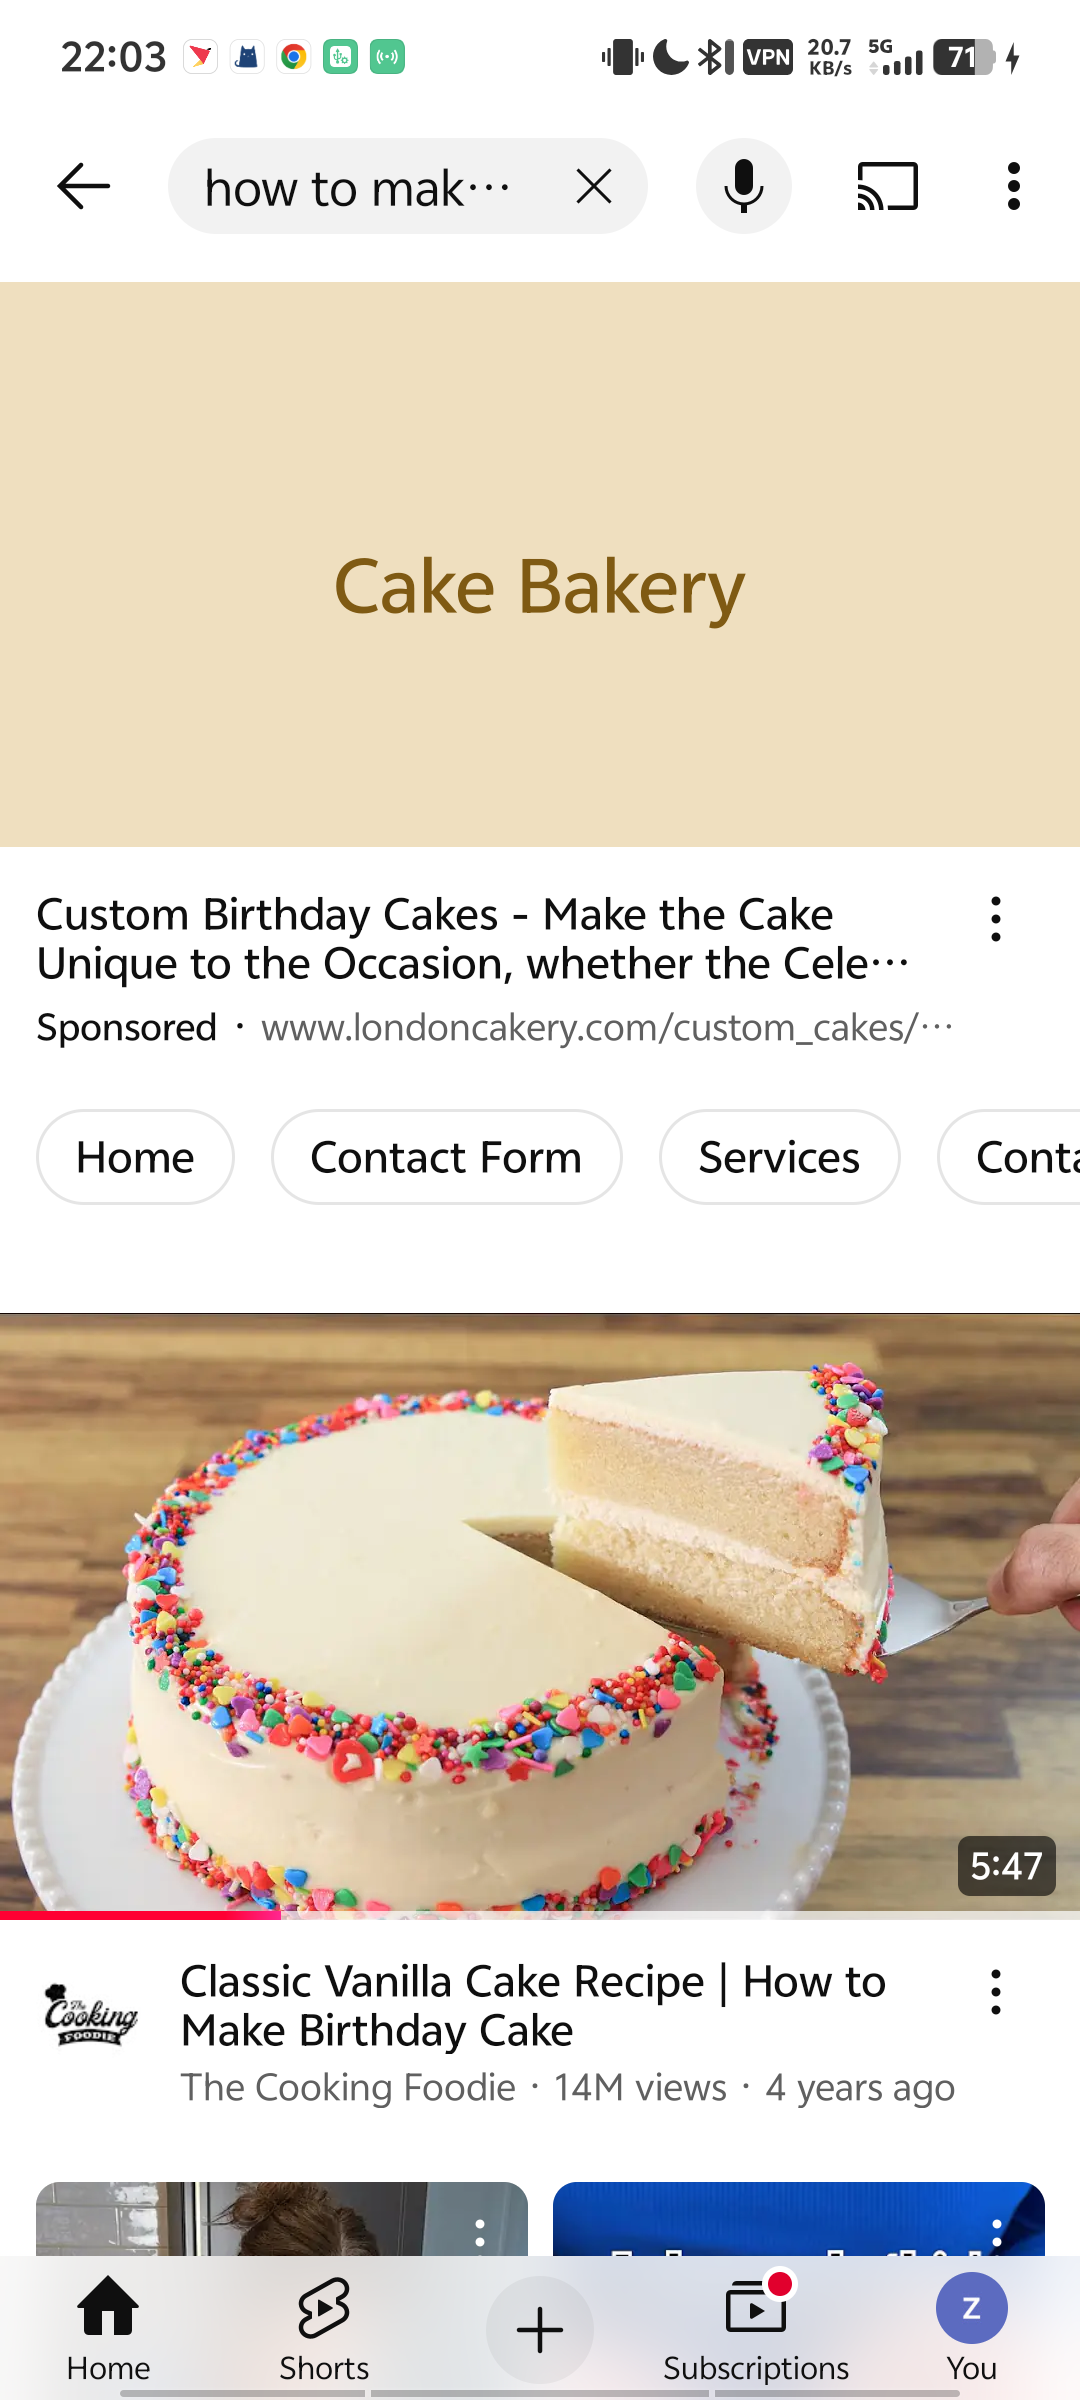 22:03
VPN
20.7
KB/s
5G
71
how to mak…
Cake Bakery
Custom Birthday Cakes - Make the Cake
Unique to the Occasion, whether the Cele…
Sponsored · www.londoncakery.com/custom_cakes/…
Home
Contact Form
Services
5:47
The
Cooking
FOODIE
Classic Vanilla Cake Recipe | How to
Make Birthday Cake
The Cooking Foodie · 14M views · 4 years ago
Home
Shorts
Subscriptions
Z
You